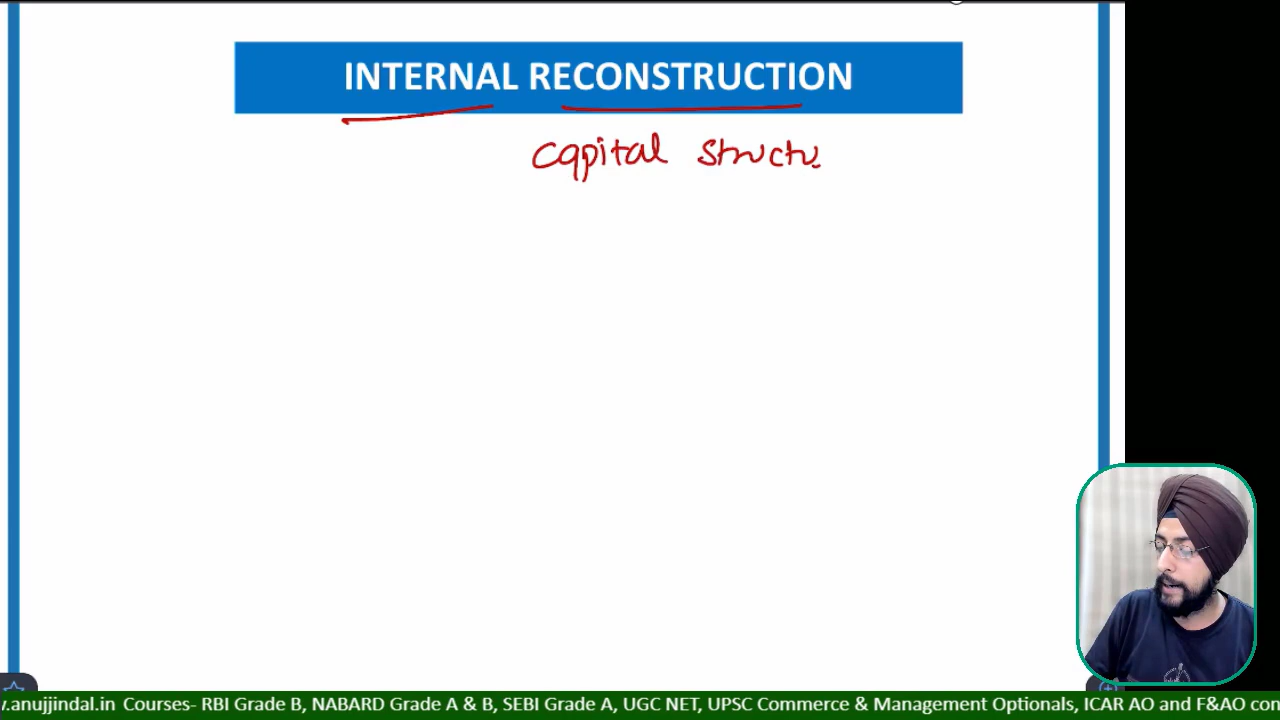 INTERNAL RECONSTRUCTION
Capital Structu
.anujjindal.in Courses- RBI Grade B, NABARD Grade A & B, SEBI Grade A, UGC NET, UPSC Commerce & Management Optionals, ICAR AO and F&AO con